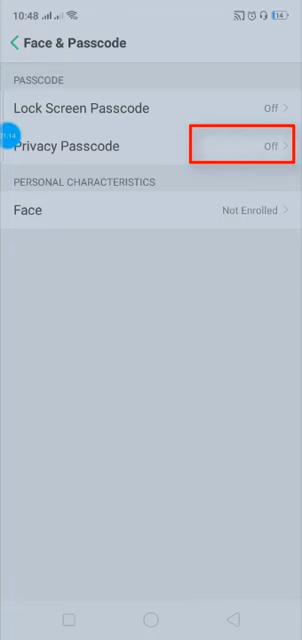 10:48
14
Face & Passcode
PASSCODE
Lock Screen Passcode Off
Privacy Passcode Off
PERSONAL CHARACTERISTICS
Face Not Enrolled